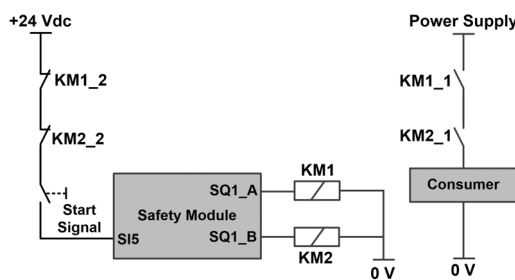 +24 Vdc
Power Supply
KM1_2
KM1_1
KM2_2
KM2_1
Start
Signal
SI5
Safety Module
SQ1_A
SQ1_B
KM1
KM2
0 V
Consumer
0 V